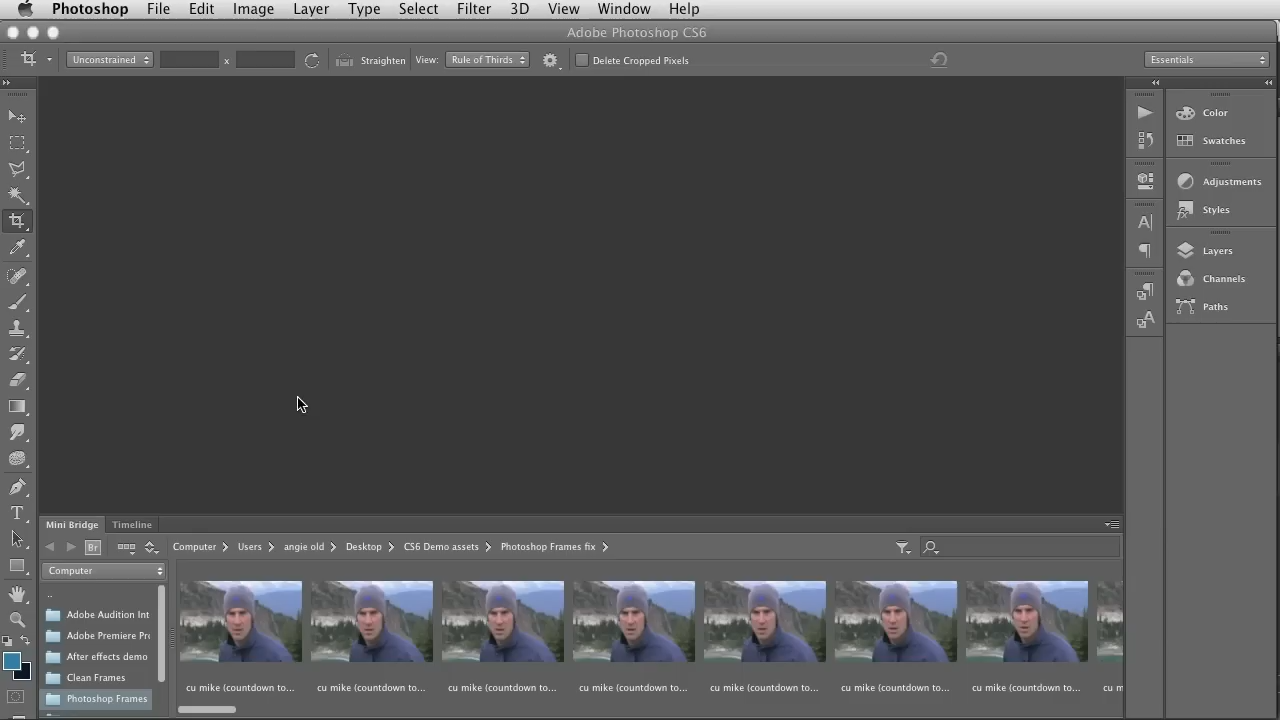 Photoshop File Edit Image Layer Type Select Filter 3D View Window Help
Adobe Photoshop CS6
Unconstrained x Straighten View: Rule of Thirds Delete Cropped Pixels Essentials
Color
Swatches
Adjustments
Styles
Layers
Channels
Paths
Mini Bridge Timeline
Br Computer Users angie old Desktop CS6 Demo assets Photoshop Frames fix
Computer
..
Adobe Audition Int
Adobe Premiere Pro
After effects demo
Clean Frames
Photoshop Frames
cu mike (countdown to... cu mike (countdown to... cu mike (countdown to... cu mike (countdown to... cu mike (countdown to... cu mike (countdown to... cu mike (countdown to... cu m